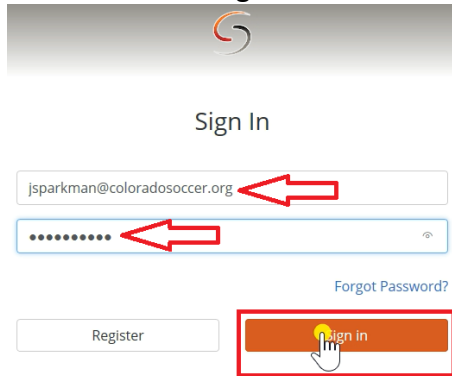 Sign In
jsparkman@coloradosoccer.org
Forgot Password?
Register
Sign in